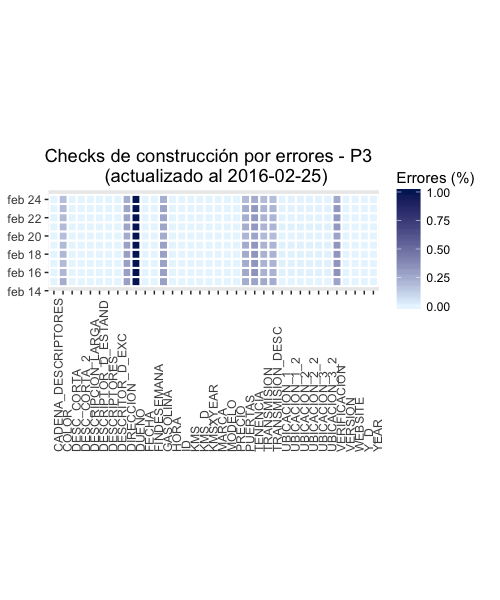 Checks de construcción por errores - P3
(actualizado al 2016-02-25)
Errores (%)
1.00
0.75
0.50
0.25
0.00
feb 24
feb 22
feb 20
feb 18
feb 16
feb 14
CADENA_DESCRIPTORES
COLOR
DESC_CORTA
DESC_CORTA_2
DESCRIPCION_LARGA
DESCRIPTOR_D_ESTAND
DESCRIPTORES
DESCRITOR_D_EXC
DIRECCION
DUENO
FECHA
FINDESEMANA
GASOLINA
HORA
ID
KMS
KMS_D
KMSXYEAR
MARCA
MODELO
PRECIO
PUERTAS
TENENCIA
TRANSMISION
TRANSMISION_DESC
UBICACION_1
UBICACION_1_2
UBICACION_2
UBICACION_2_2
UBICACION_3
UBICACION_3_2
VERIFICACION
VERSION
WEBSITE
Y_D
YEAR